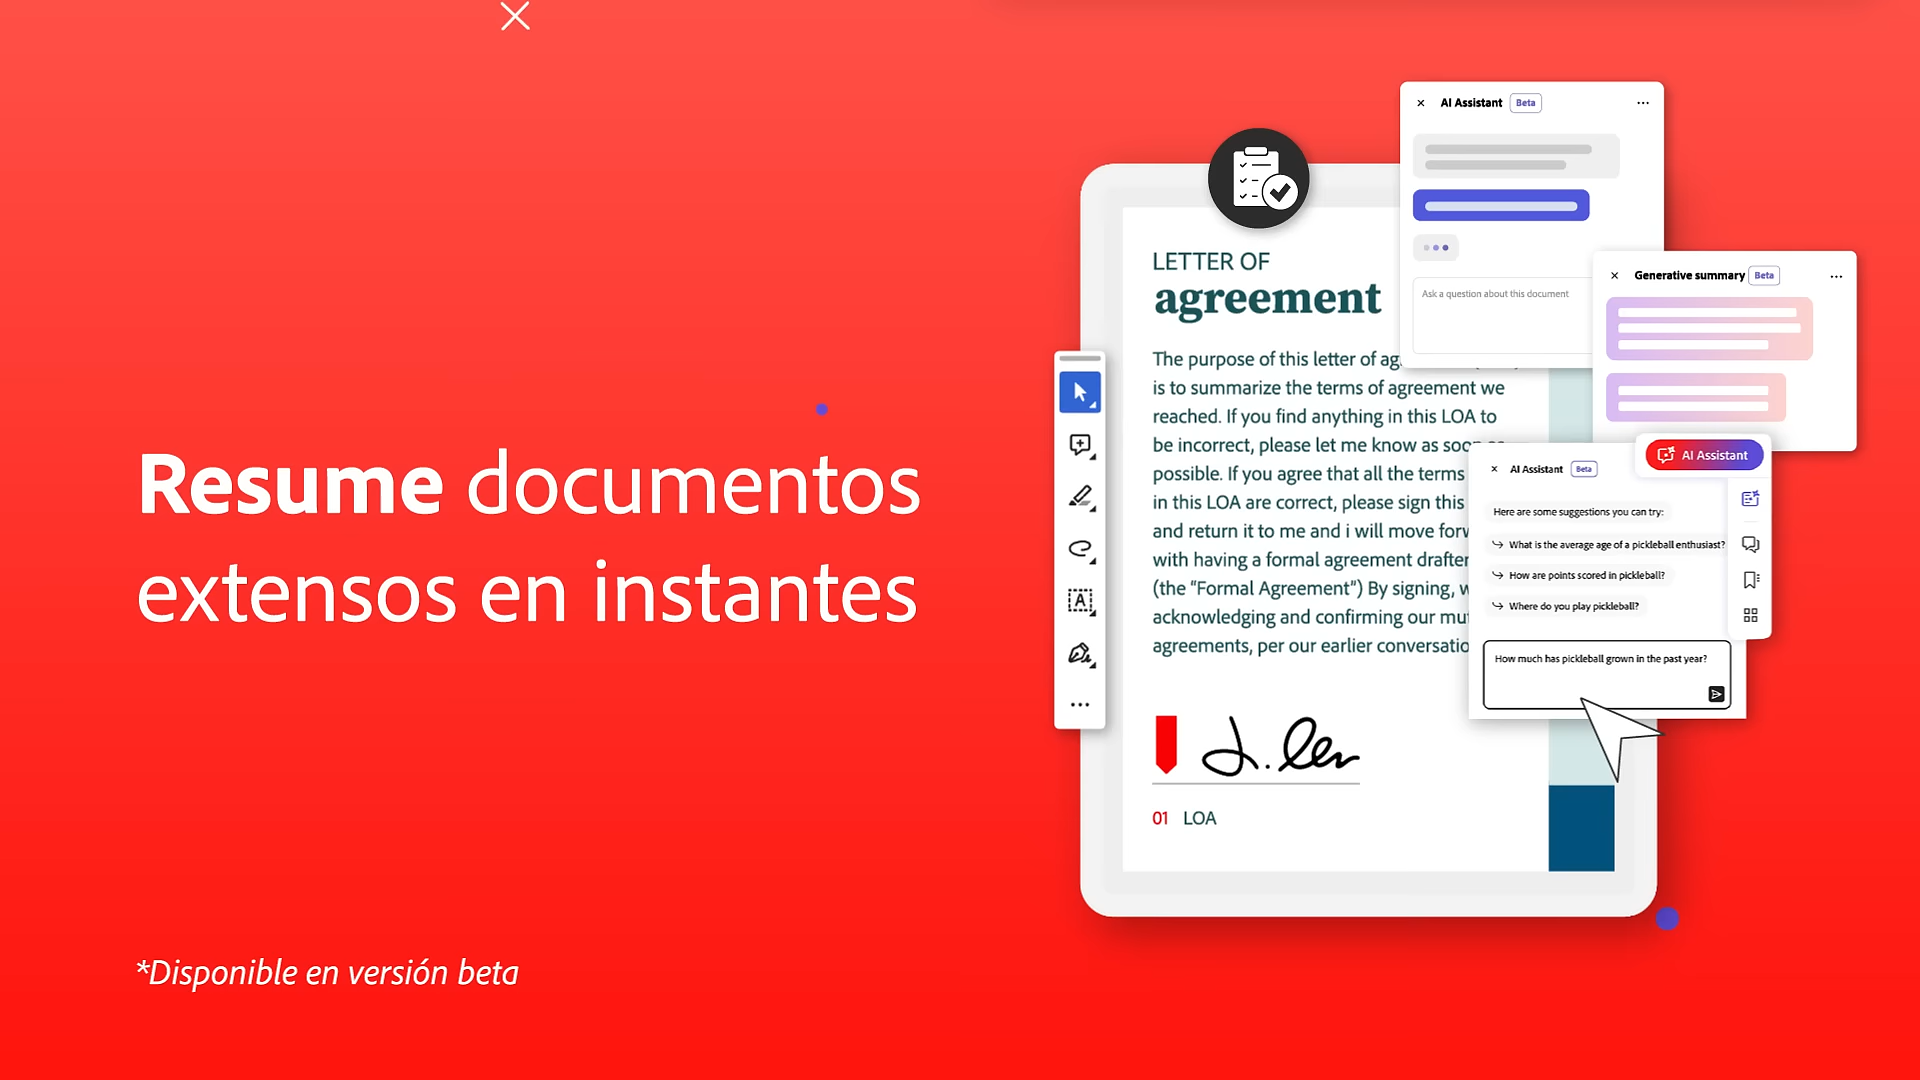 Resume documentos
extensos en instantes
*Disponible en versión beta
LETTER OF
agreement
The purpose of this letter of
is to summarize the terms of agreement we
reached. If you find anything in this LOA to
be incorrect, please let me know as soon as
possible. If you agree that all the terms
in this LOA are correct, please sign this
and return it to me and i will move
with having a formal agreement drafter
(the “Formal Agreement”) By signing,
acknowledging and confirming our
agreements, per our earlier
J. Len
01 LOA
AI Assistant Beta
Ask a question about this document
Generative summary Beta
AI Assistant
AI Assistant Beta
Here are some suggestions you can try:
What is the average age of a pickleball enthusiast?
How are points scored in pickleball?
Where do you play pickleball?
How much has pickleball grown in the past year?